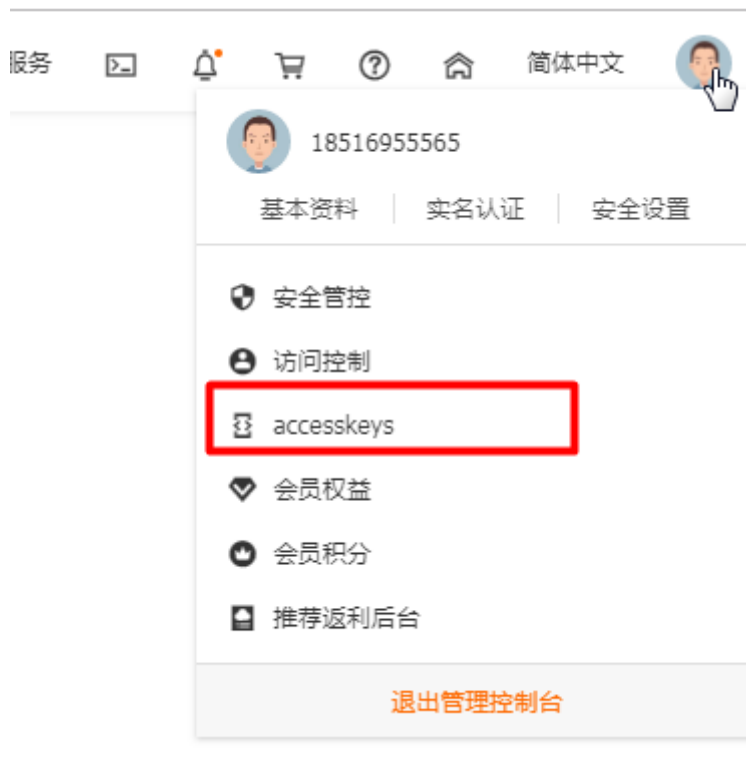 服务 简体中文
18516955565
基本资料 实名认证 安全设置
安全管控
访问控制
accesskeys
会员权益
会员积分
推荐返利后台
退出管理控制台